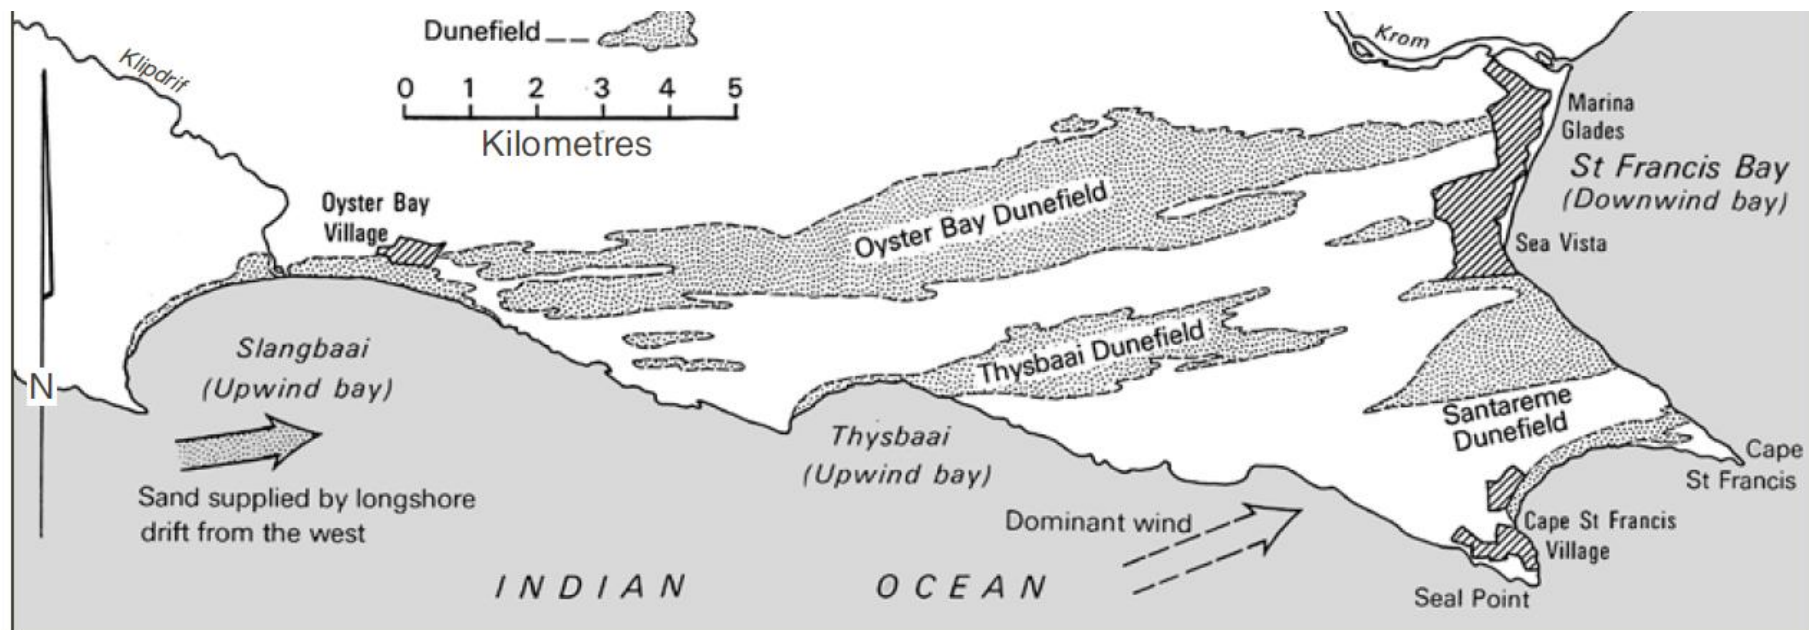 Dunefield
0 1 2 3 4 5
Kilometres
Klipdrif
Krom
Marina
Glades
St Francis Bay
(Downwind bay)
Oyster Bay
Village
Oyster Bay Dunefield
Sea Vista
Slangbaai
(Upwind bay)
Thysbaai Dunefield
N
Santareme
Dunefield
Thysbaai
(Upwind bay)
Cape
St Francis
Sand supplied by longshore
drift from the west
Dominant wind
Cape St Francis
Village
INDIAN OCEAN
Seal Point